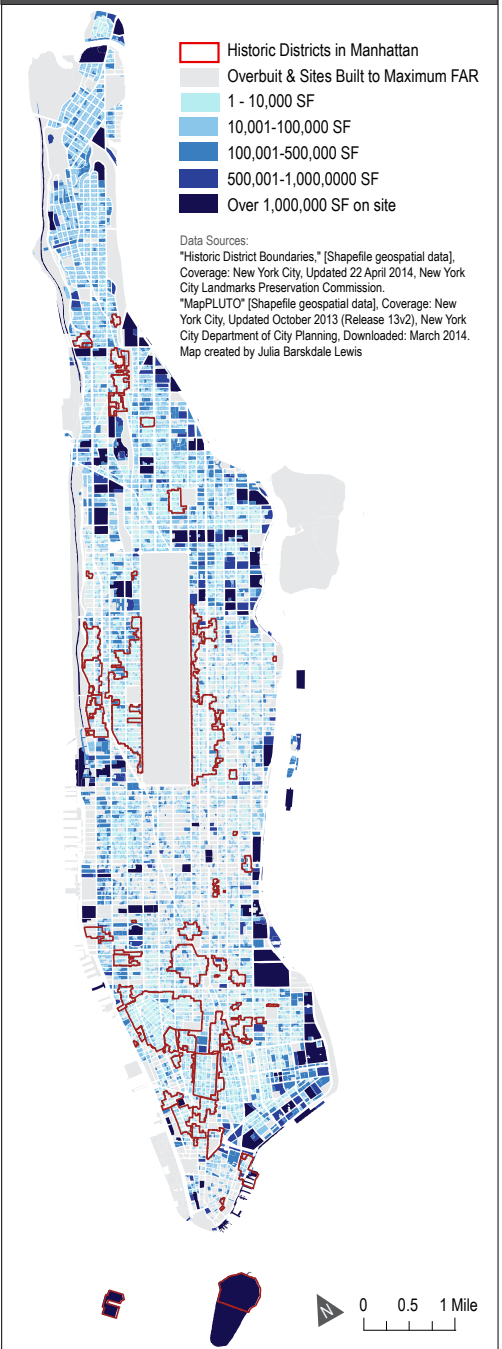 Historic Districts in Manhattan
Overbuit & Sites Built to Maximum FAR
1 - 10,000 SF
10,001-100,000 SF
100,001-500,000 SF
500,001-1,000,0000 SF
Over 1,000,000 SF on site
Data Sources:
"Historic District Boundaries," [Shapefile geospatial data],
Coverage: New York City, Updated 22 April 2014, New York
City Landmarks Preservation Commission.
"MapPLUTO" [Shapefile geospatial data], Coverage: New
York City, Updated October 2013 (Release 13v2), New York
City Department of City Planning, Downloaded: March 2014.
Map created by Julia Barskdale Lewis
N
0 0.5 1 Mile